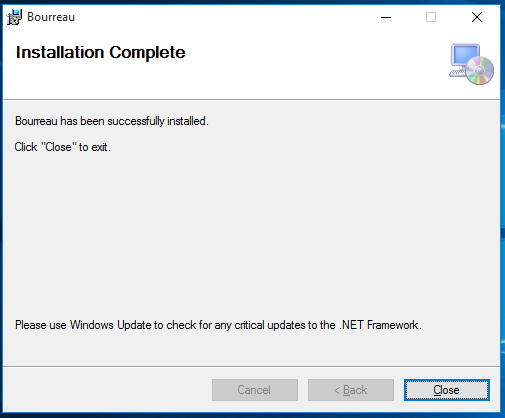 Bourreau
Installation Complete
Bourreau has been successfully installed.
Click "Close" to exit.
Please use Windows Update to check for any critical updates to the .NET Framework.
Cancel
< Back
Close